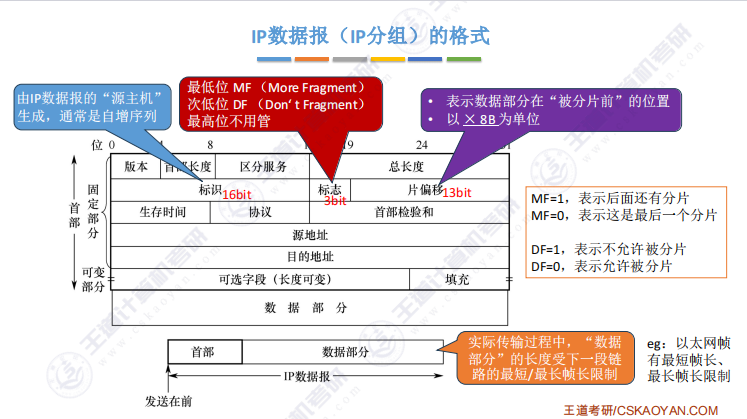 IP数据报（IP分组）的格式
由IP数据报的“源主机”
生成，通常是自增序列
最低位 MF （More Fragment）
次低位 DF （Don‘t Fragment）
最高位不用管
• 表示数据部分在“被分片前”的位置
• 以 × 8B 为单位
位 0 4 8 19 24 31
版本 首部长度 区分服务 总长度
标识 16bit 标志 3bit 片偏移 13bit
生存时间 协议 首部检验和
源地址
目的地址
可选字段（长度可变） 填充
数 据 部 分
首部
固定部分
可变部分
MF=1，表示后面还有分片
MF=0，表示这是最后一个分片
DF=1，表示不允许被分片
DF=0，表示允许被分片
首部 数据部分
IP数据报
发送在前
实际传输过程中，“数据
部分”的长度受下一段链
路的最短/最长帧长限制
eg：以太网帧
有最短帧长、
最长帧长限制
王道考研/CSKAOYAN.COM
王道计算机考研
www.cskaoyan.com